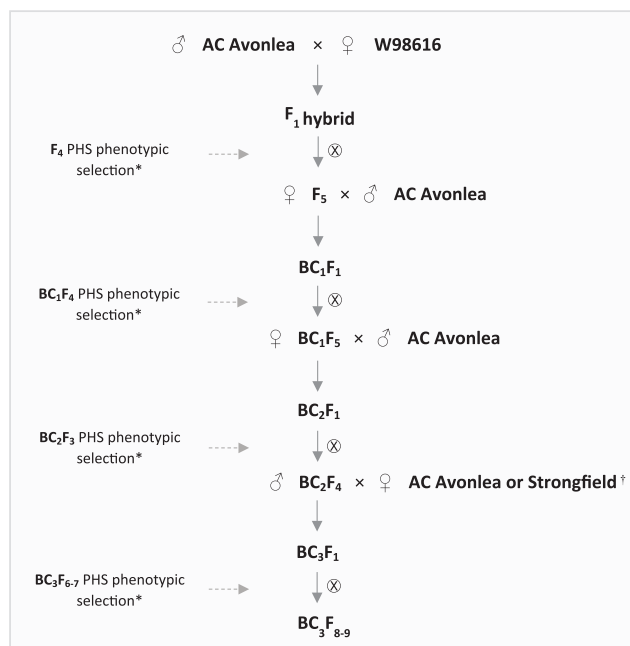 ♂ AC Avonlea × ♀ W98616
F₁ hybrid
F₄ PHS phenotypic
selection*
ⓧ
♀ F₅ × ♂ AC Avonlea
BC₁F₁
BC₁F₄ PHS phenotypic
selection*
ⓧ
♀ BC₁F₅ × ♂ AC Avonlea
BC₂F₁
BC₂F₃ PHS phenotypic
selection*
ⓧ
♂ BC₂F₄ × ♀ AC Avonlea or Strongfield †
BC₃F₁
BC₃F₆₋₇ PHS phenotypic
selection*
ⓧ
BC₃F₈₋₉